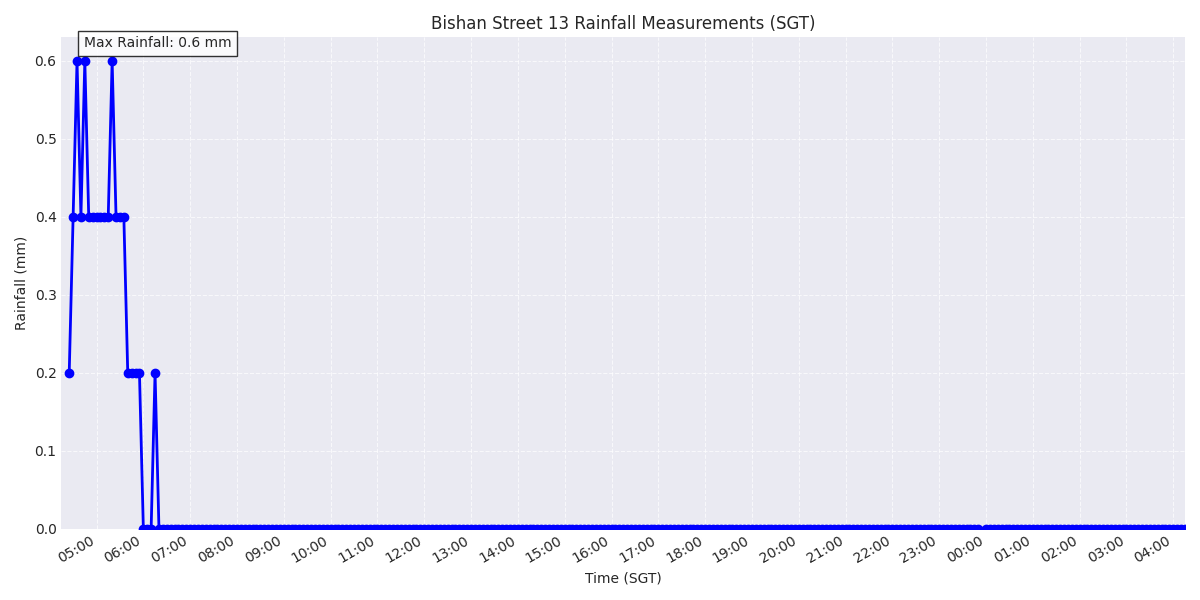 Bishan Street 13 Rainfall Measurements (SGT)
Max Rainfall: 0.6 mm
0.6
0.5
0.4
0.3
0.2
0.1
0.0
Rainfall (mm)
05:00 06:00 07:00 08:00 09:00 10:00 11:00 12:00 13:00 14:00 15:00 16:00 17:00 18:00 19:00 20:00 21:00 22:00 23:00 00:00 01:00 02:00 03:00 04:00
Time (SGT)